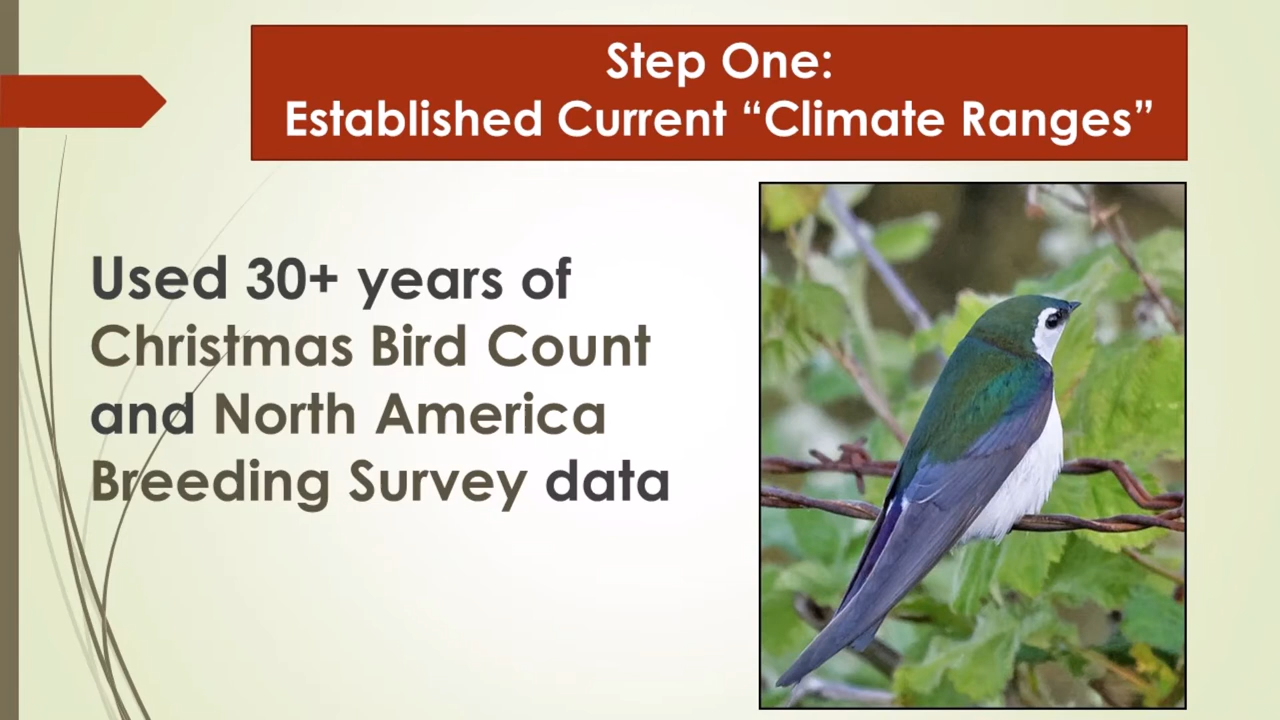 Step One:
Established Current “Climate Ranges”
Used 30+ years of
Christmas Bird Count
and North America
Breeding Survey data